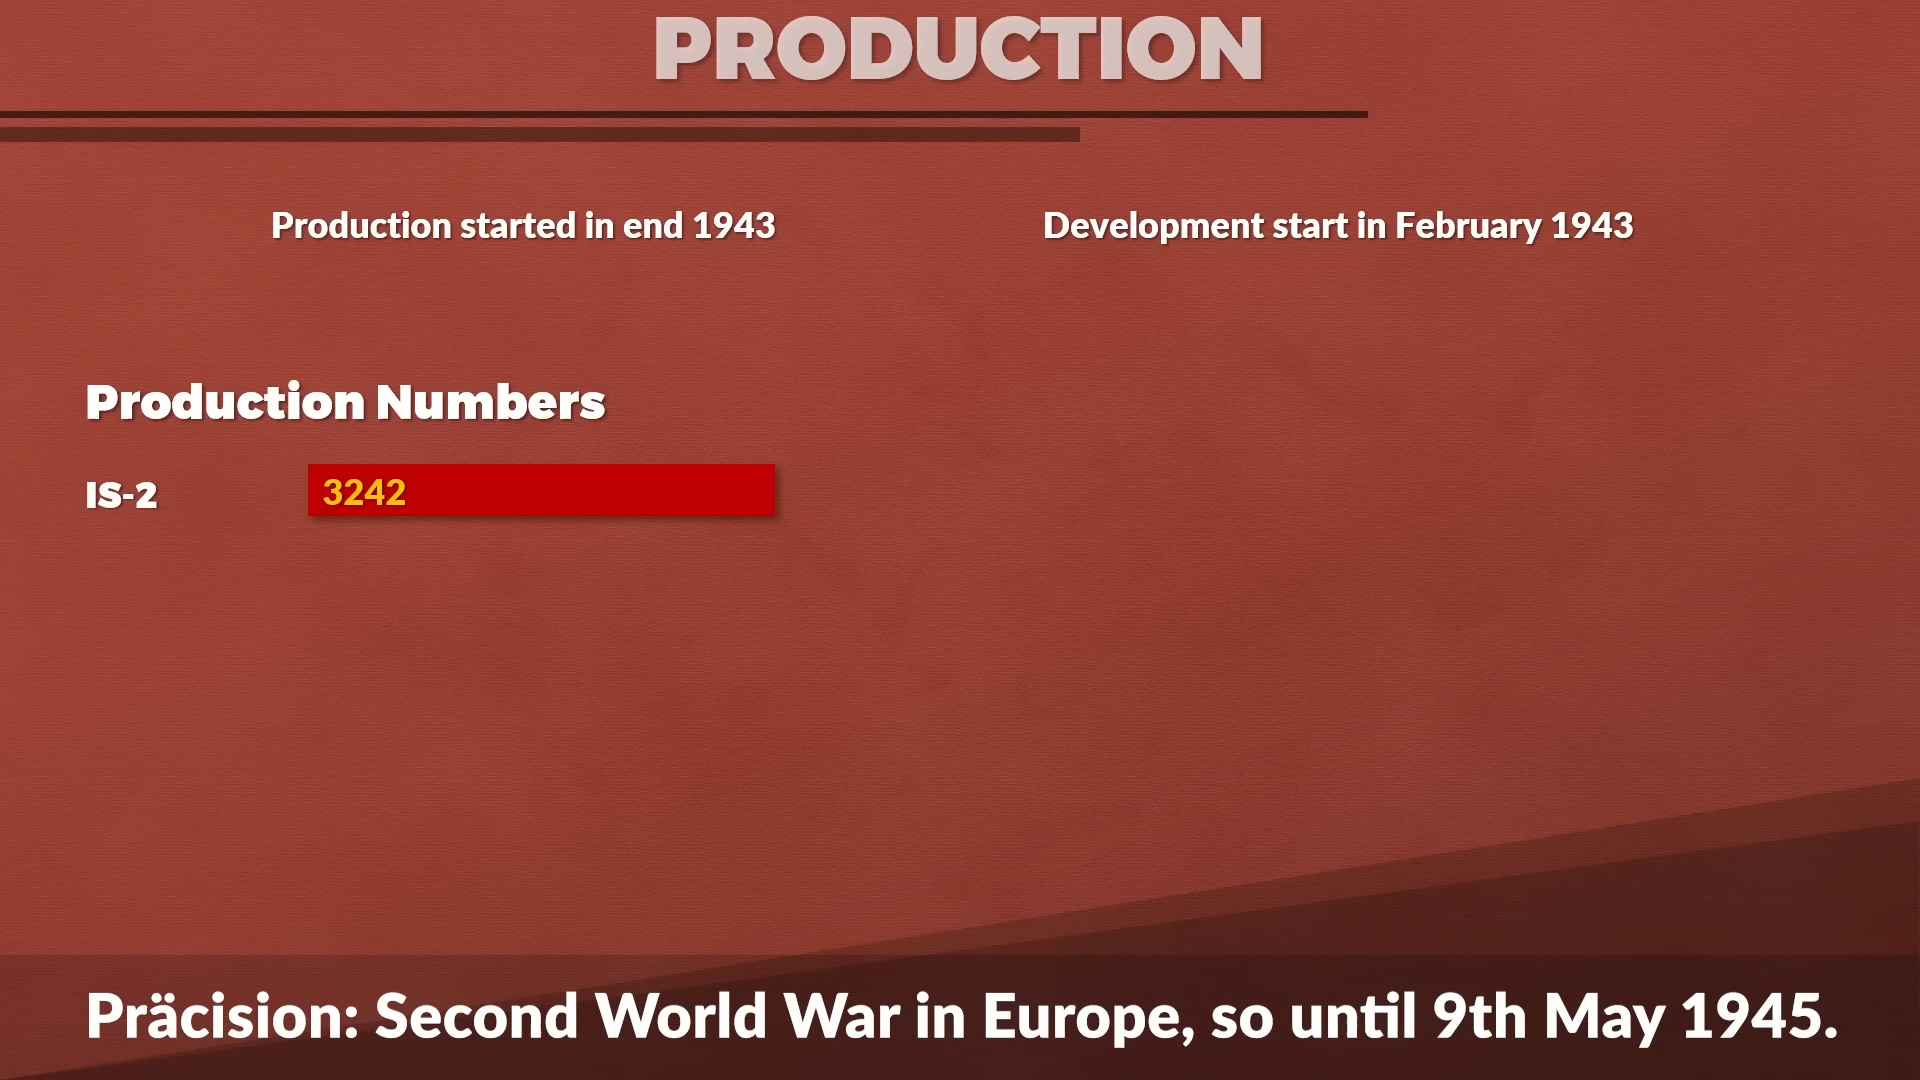 PRODUCTION
Production started in end 1943
Development start in February 1943
Production Numbers
IS-2
3242
Präcision: Second World War in Europe, so until 9th May 1945.